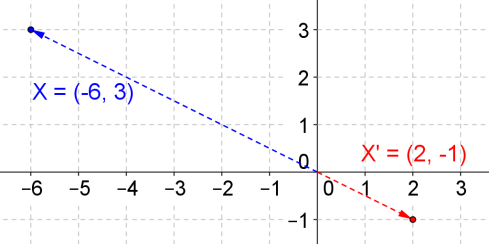 3
X = (-6, 3)
2
1
X' = (2, -1)
0
−6 −5 −4 −3 −2 −1 0 1 2 3
−1